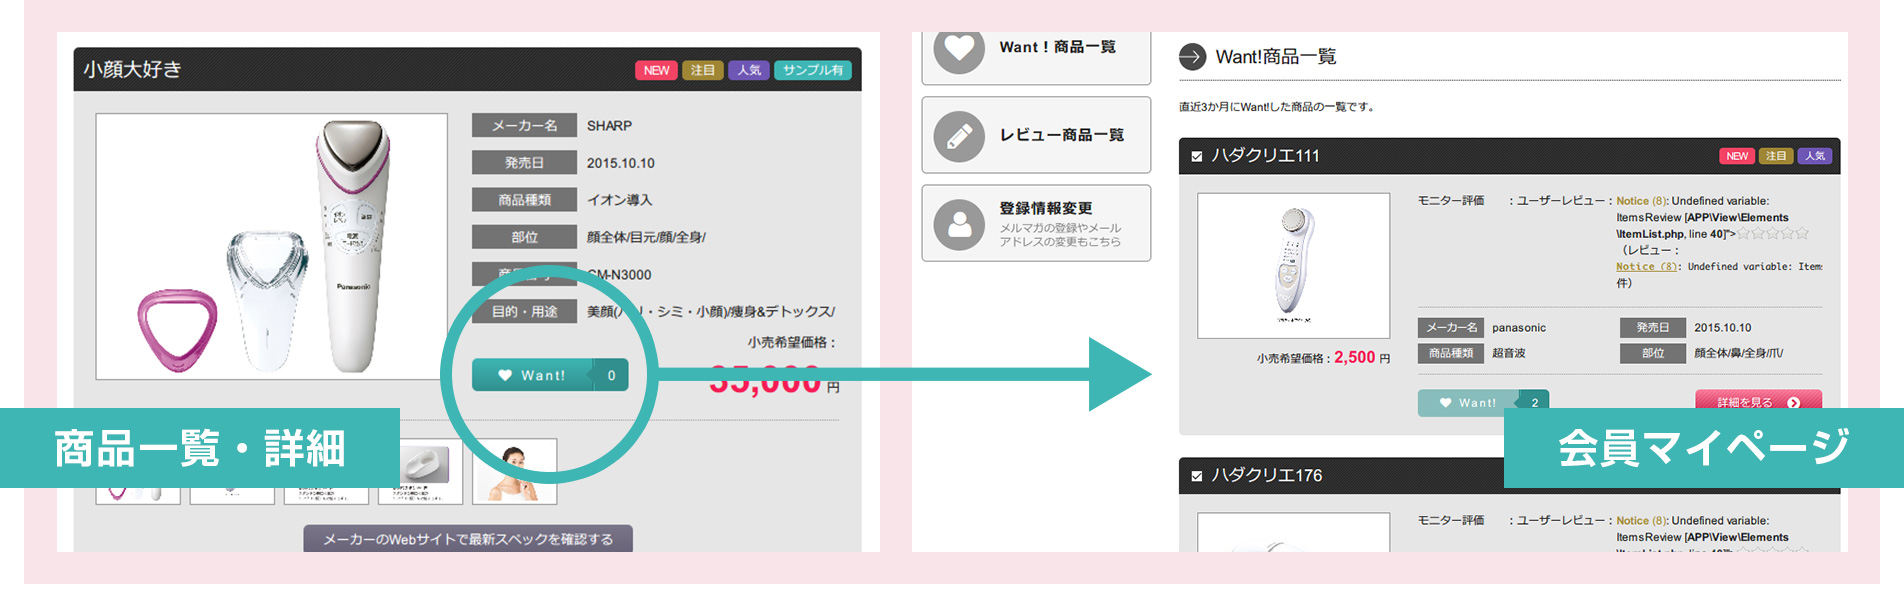 小顔大好き
NEW 注目 人気 サンプル有
メーカー名 SHARP
発売日 2015.10.10
商品種類 イオン導入
部位 顔全体/目元/顔/全身/
CM-N3000
目的・用途 美顔(ハリ・シミ・小顔)/痩身&デトックス/
小売希望価格：
Want! 0
35,000 円
Panasonic
商品一覧・詳細
メーカーのWebサイトで最新スペックを確認する
Want！商品一覧
レビュー商品一覧
登録情報変更
メルマガの登録やメール
アドレスの変更もこちら
Want!商品一覧
直近3か月にWant!した商品の一覧です。
ハダクリエ111
NEW 注目 人気
モニター評価 ：ユーザーレビュー：Notice (8): Undefined variable:
ItemsReview [APP\View\Elements
\ItemList.php, line 40]">☆☆☆☆☆
（レビュー：
Notice (8): Undefined variable: Item
件）
メーカー名 panasonic 発売日 2015.10.10
商品種類 超音波 部位 顔全体/鼻/全身/爪/
小売希望価格：2,500 円
Want! 2
詳細を見る
会員マイページ
ハダクリエ176
モニター評価 ：ユーザーレビュー：Notice (8): Undefined variable:
ItemsReview [APP\View\Elements